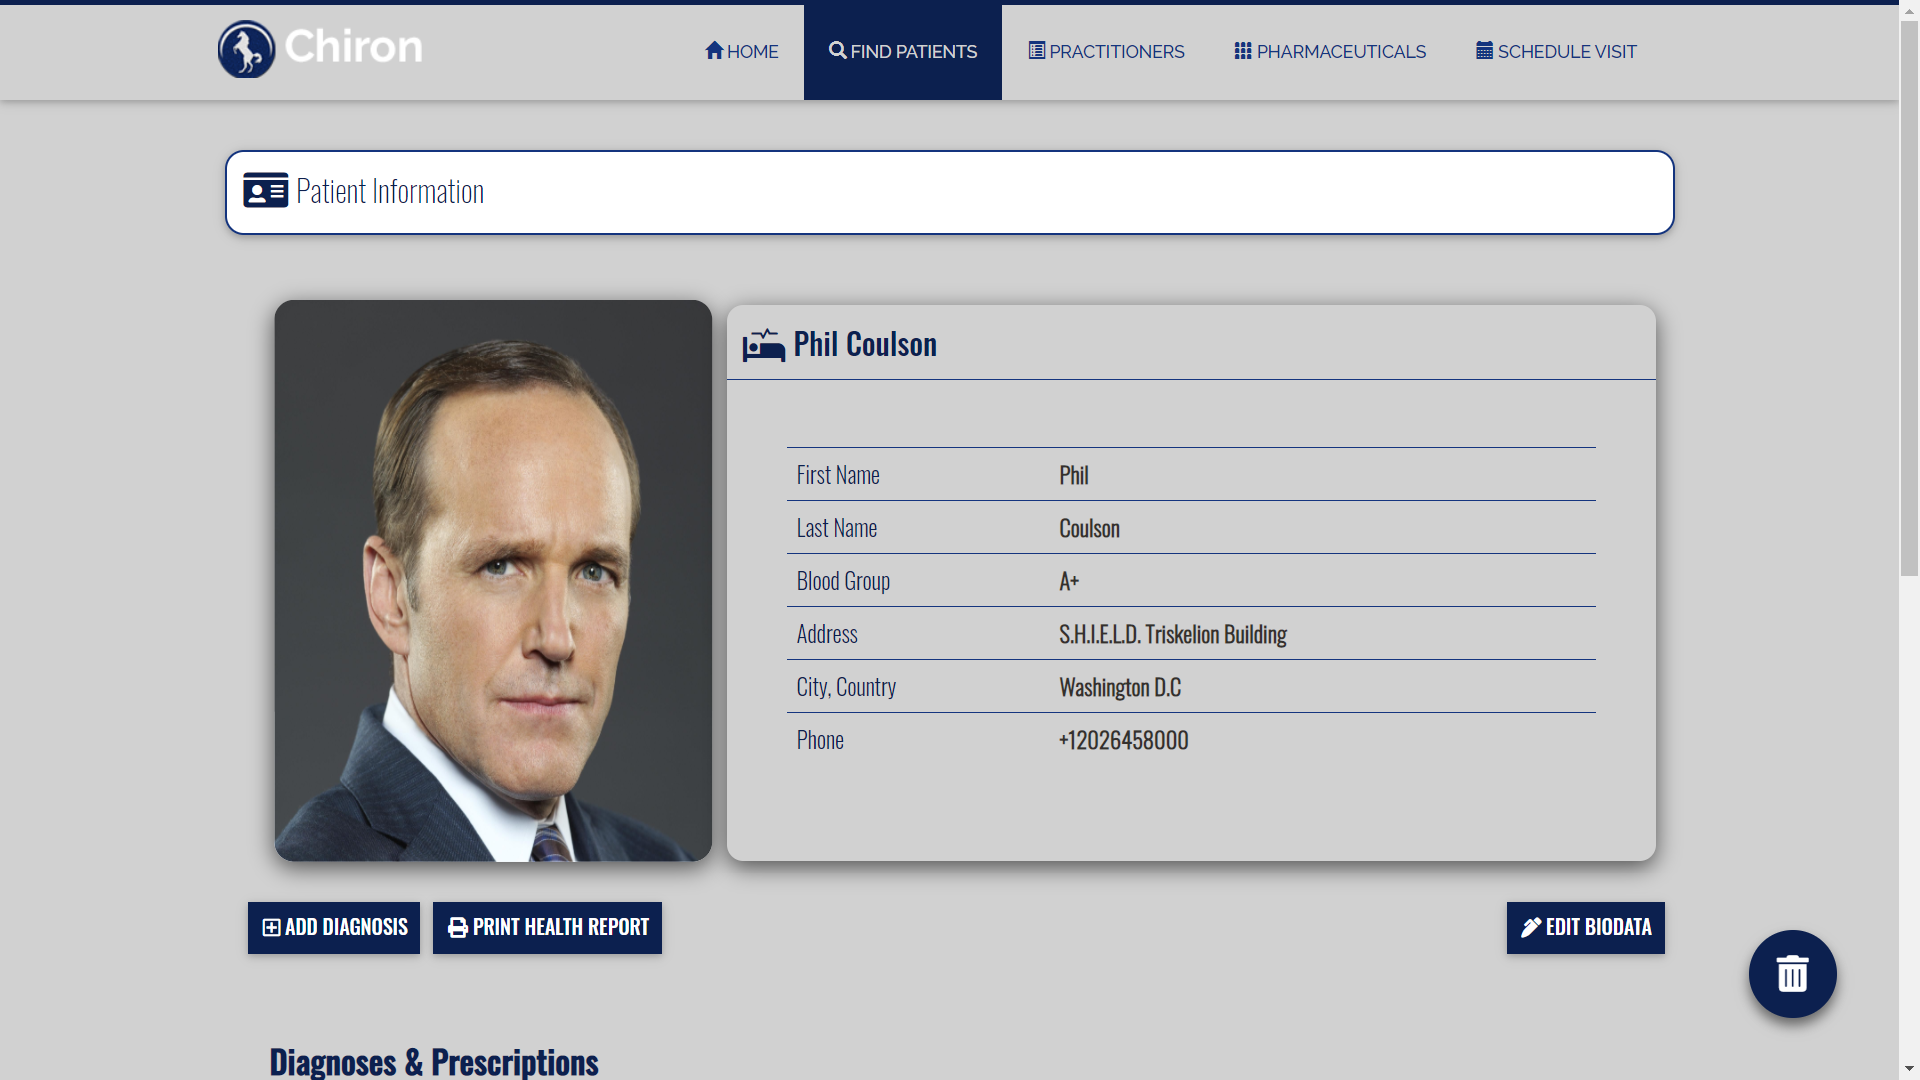 Chiron
HOME
FIND PATIENTS
PRACTITIONERS
PHARMACEUTICALS
SCHEDULE VISIT
Patient Information
Phil Coulson
First Name Phil
Last Name Coulson
Blood Group A+
Address S.H.I.E.L.D. Triskelion Building
City, Country Washington D.C
Phone +12026458000
ADD DIAGNOSIS
PRINT HEALTH REPORT
EDIT BIODATA
Diagnoses & Prescriptions